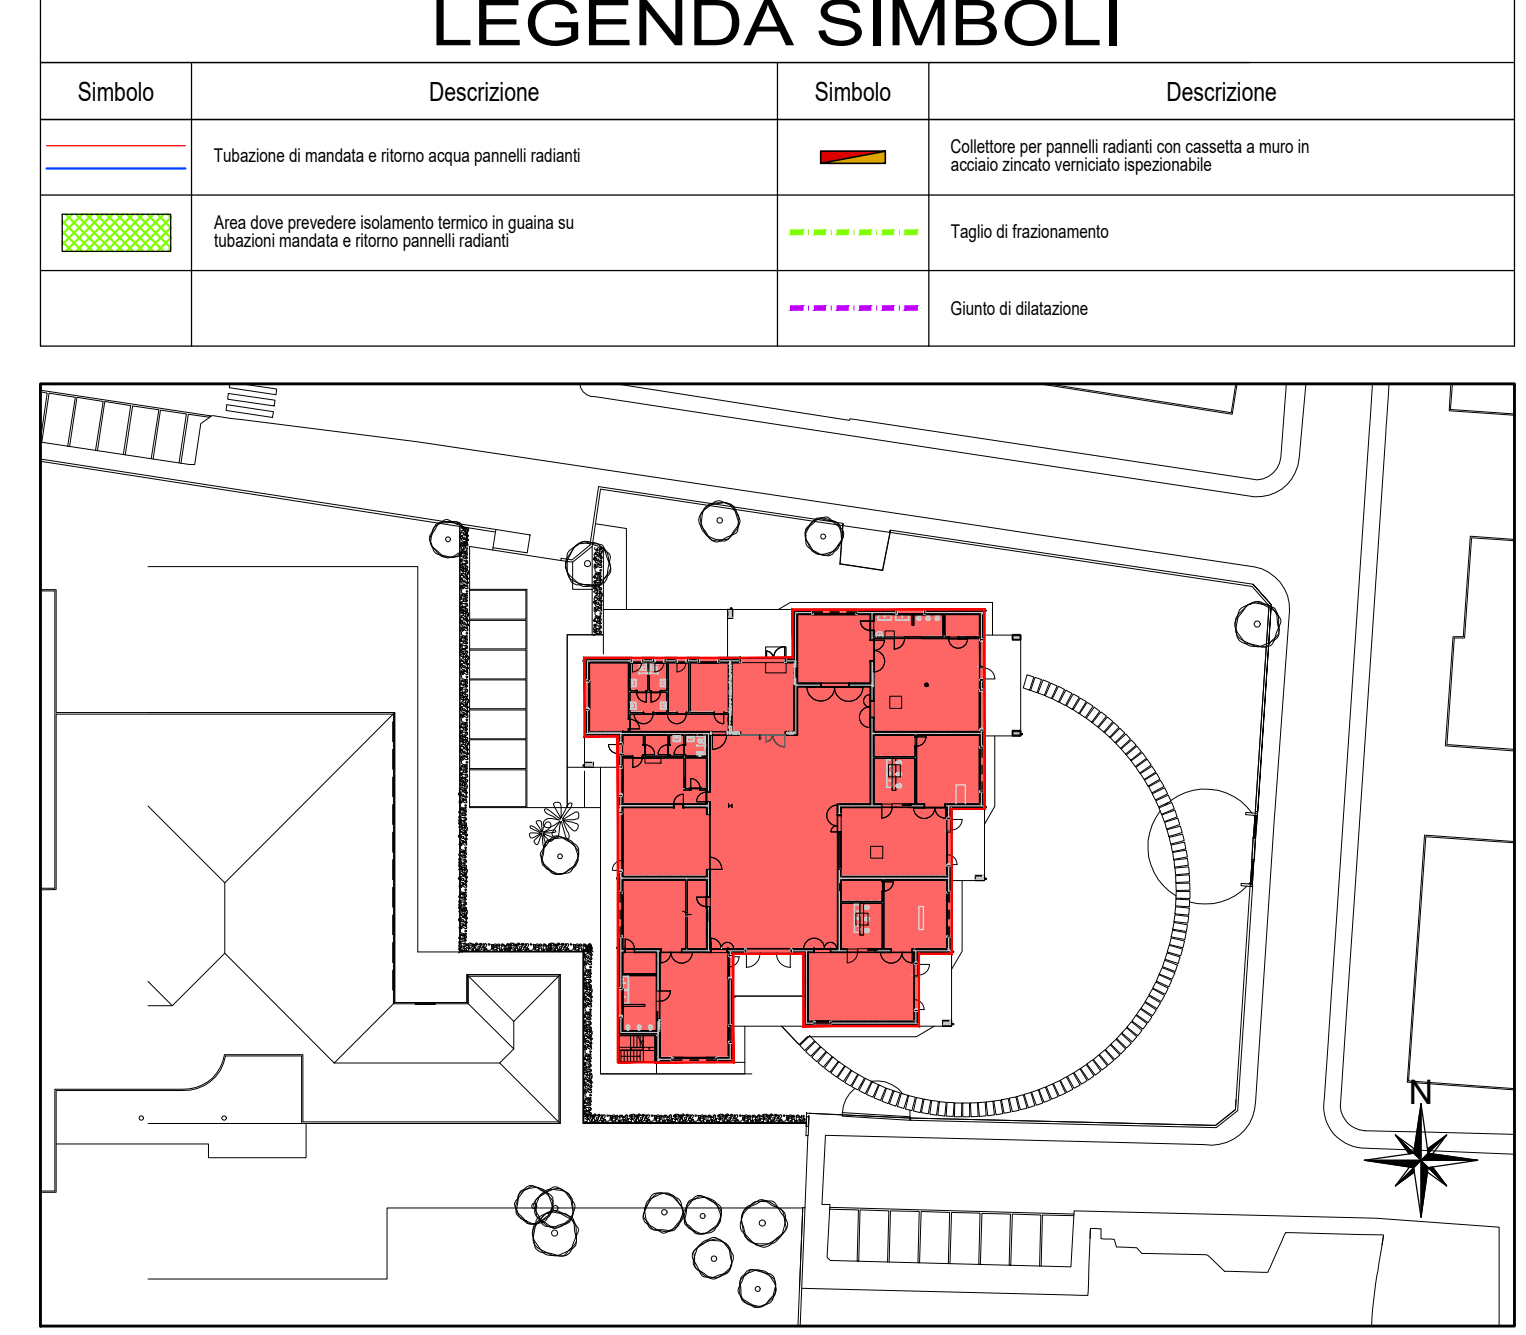 LEGENDA SIMBOLI
Simbolo
Descrizione
Simbolo
Descrizione
Tubazione di mandata e ritorno acqua pannelli radianti
Collettore per pannelli radianti con cassetta a muro in
acciaio zincato verniciato ispezionabile
Area dove prevedere isolamento termico in guaina su
tubazioni mandata e ritorno pannelli radianti
Taglio di frazionamento
Giunto di dilatazione
N